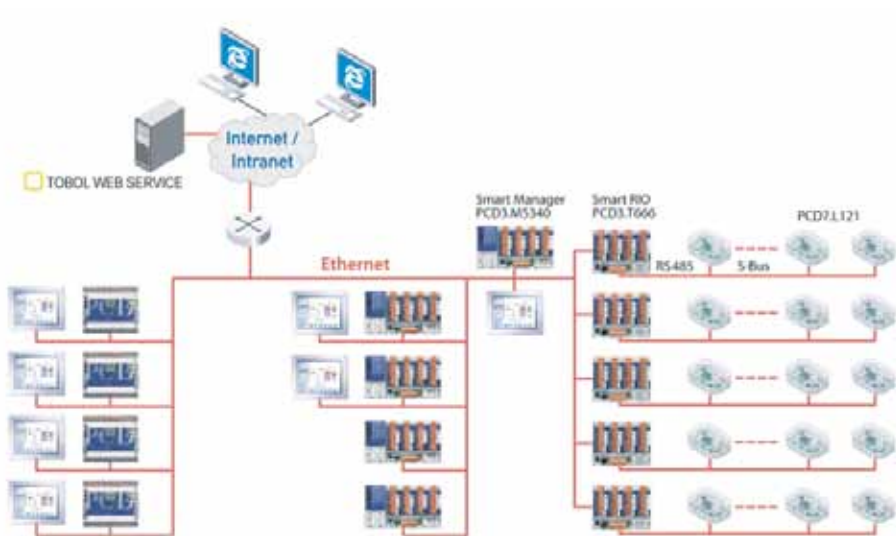 Internet /
Intranet
TOBOL WEB SERVICE
Smart Manager
PCD3.M5340
Smart RIO
PCD3.T666
PCD7.L121
Ethernet
RS485
S-Bus